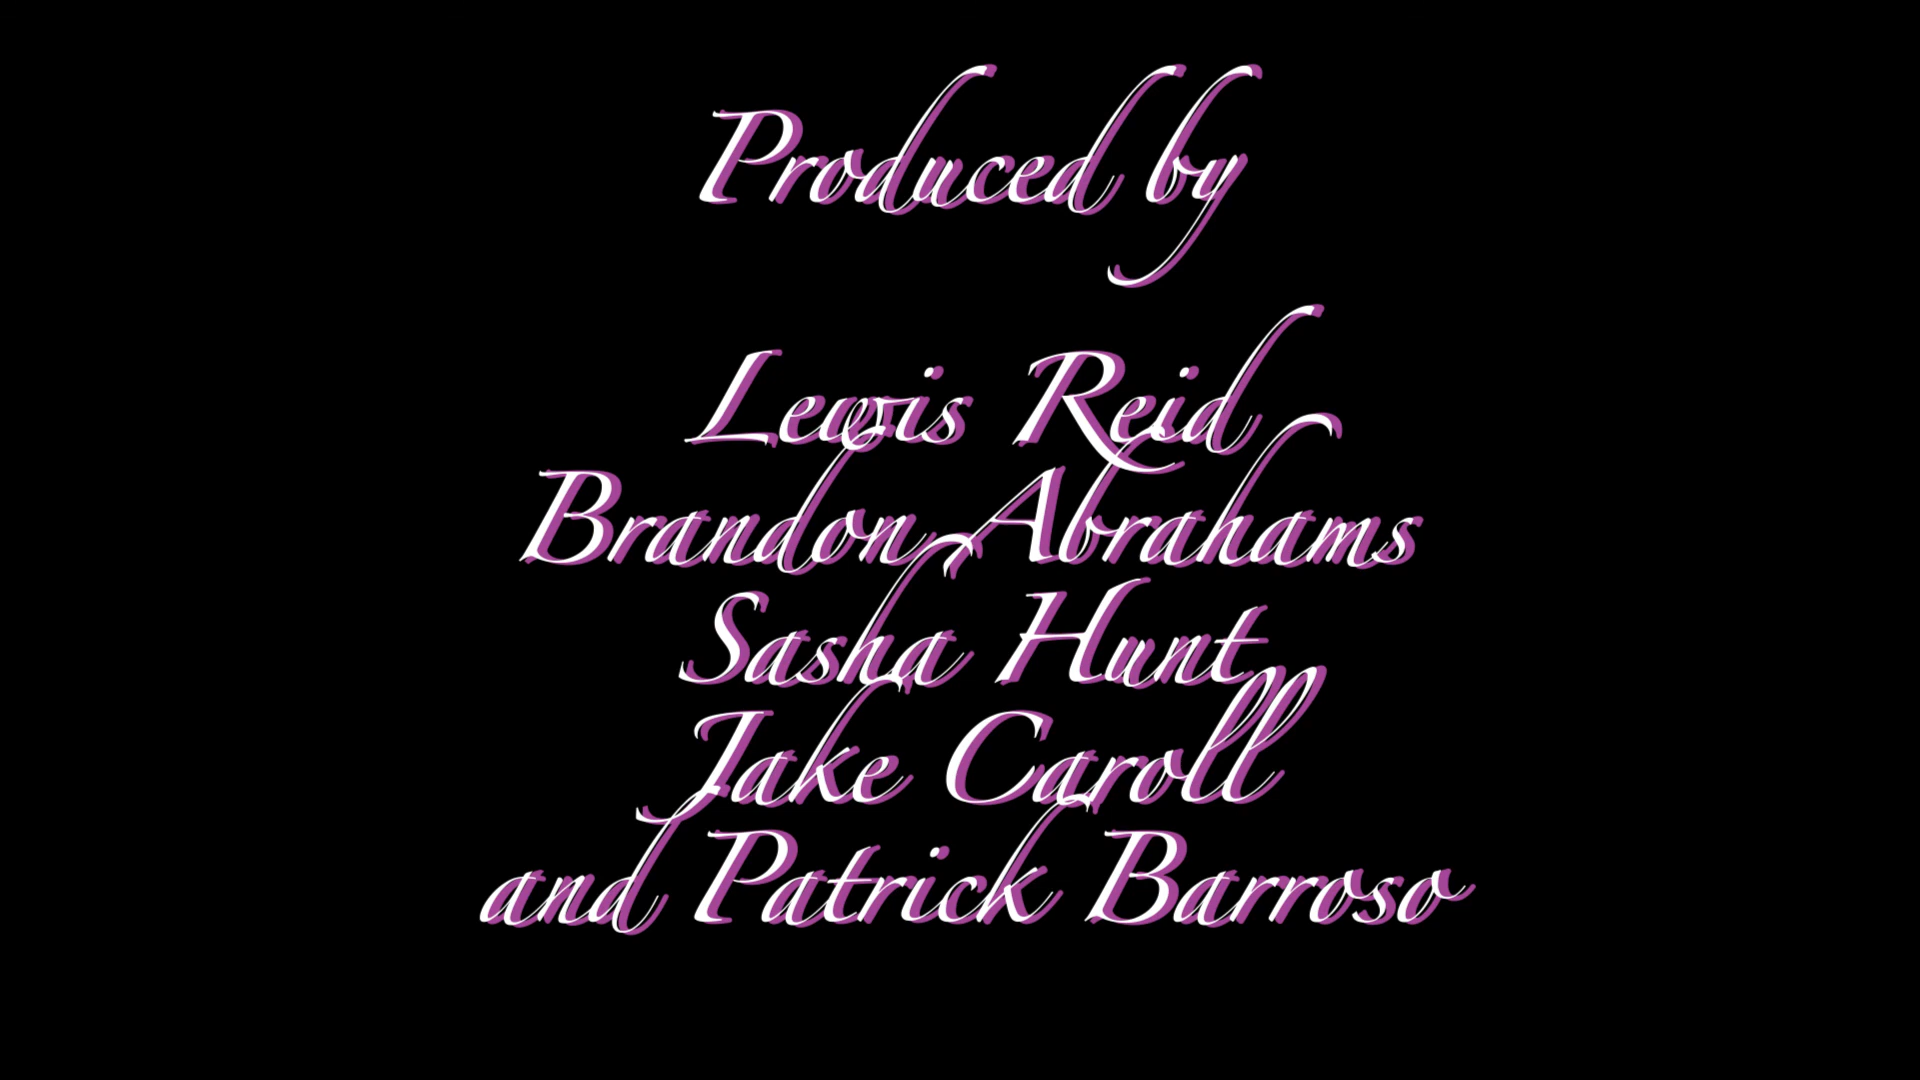 Produced by
Lewis Reid
Brandon Abrahams
Sasha Hunt
Jake Caroll
and Patrick Barroso